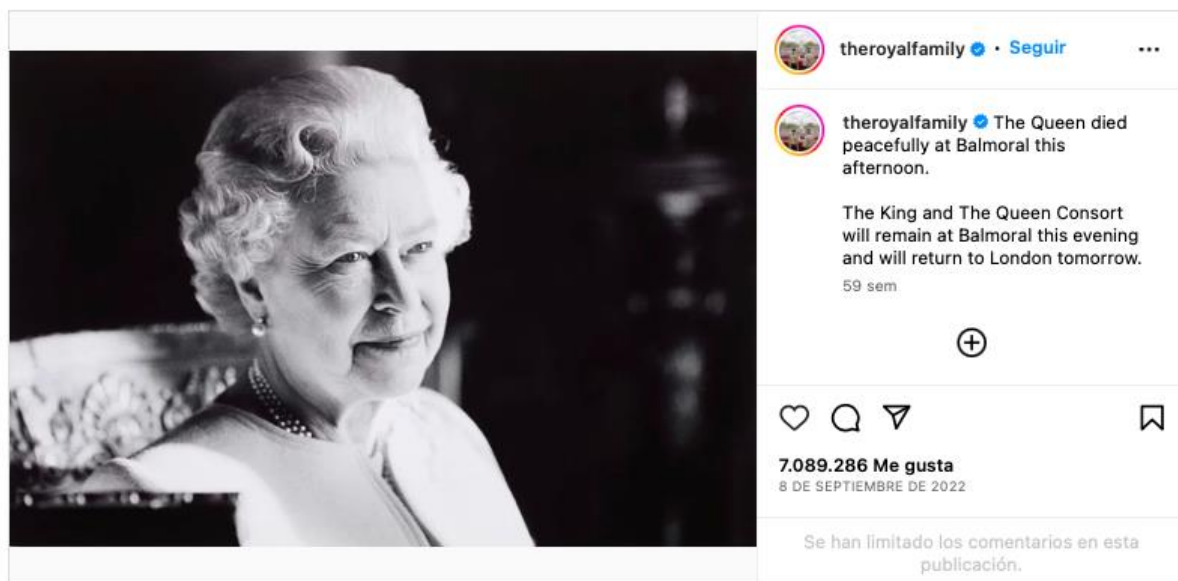 theroyalfamily • Seguir
theroyalfamily The Queen died
peacefully at Balmoral this
afternoon.
The King and The Queen Consort
will remain at Balmoral this evening
and will return to London tomorrow.
59 sem
7.089.286 Me gusta
8 DE SEPTIEMBRE DE 2022
Se han limitado los comentarios en esta
publicación.